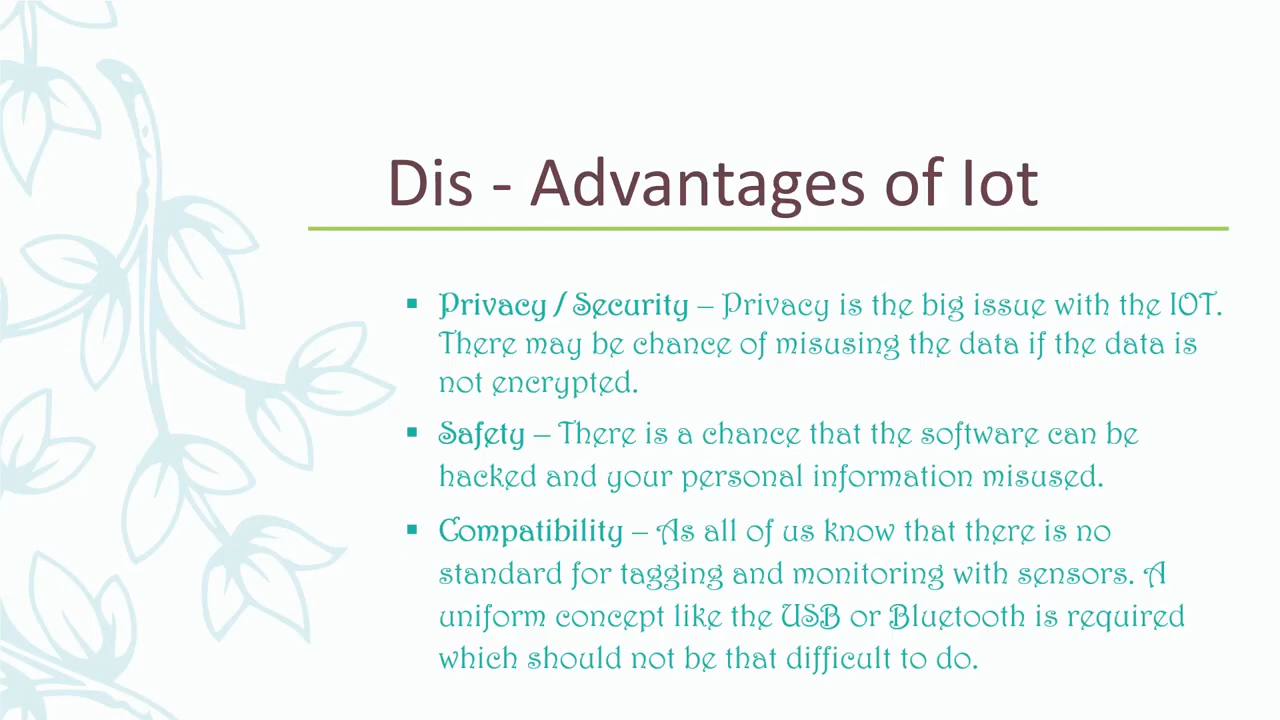 Dis - Advantages of Iot
▪ Privacy / Security – Privacy is the big issue with the IOT.
There may be chance of misusing the data if the data is
not encrypted.
▪ Safety – There is a chance that the software can be
hacked and your personal information misused.
▪ Compatibility – As all of us know that there is no
standard for tagging and monitoring with sensors. A
uniform concept like the USB or Bluetooth is required
which should not be that difficult to do.